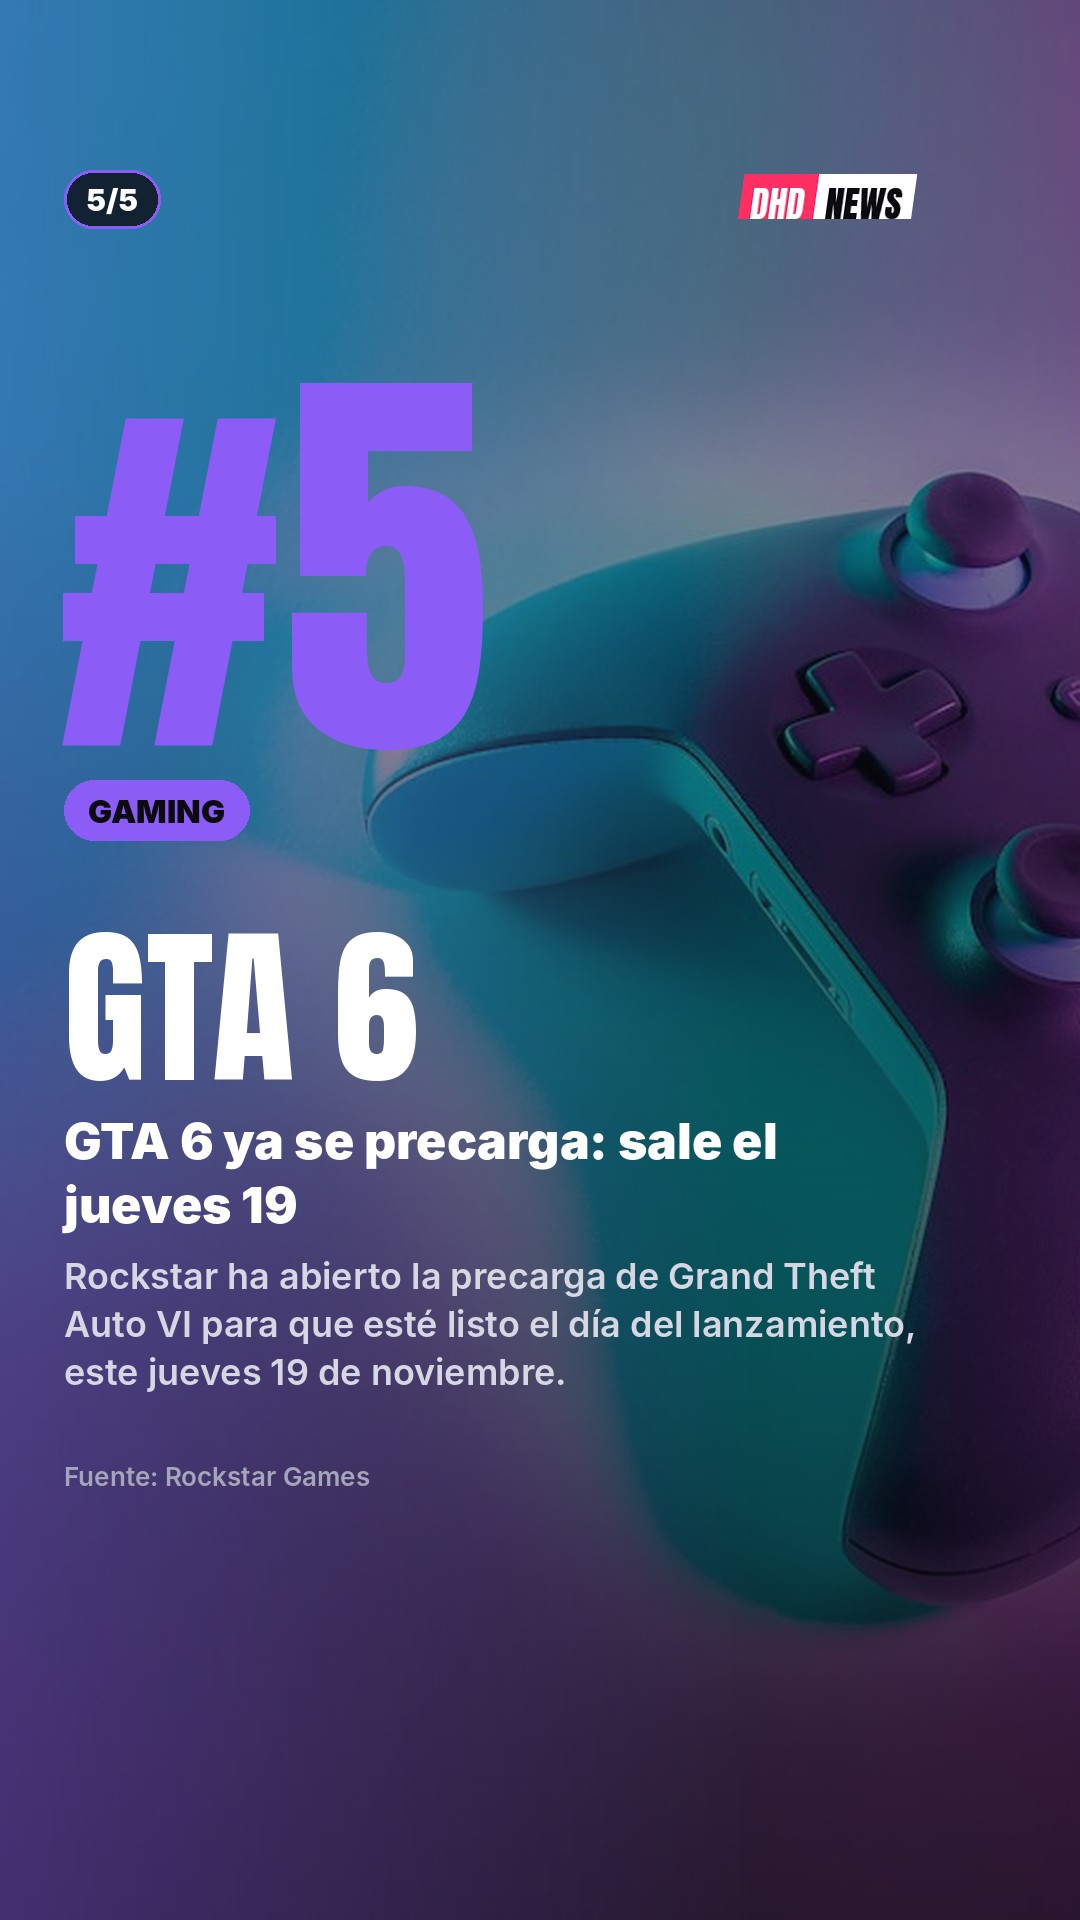 5/5
DHD NEWS
#5
GAMING
GTA 6
GTA 6 ya se precarga: sale el
jueves 19
Rockstar ha abierto la precarga de Grand Theft
Auto VI para que esté listo el día del lanzamiento,
este jueves 19 de noviembre.
Fuente: Rockstar Games